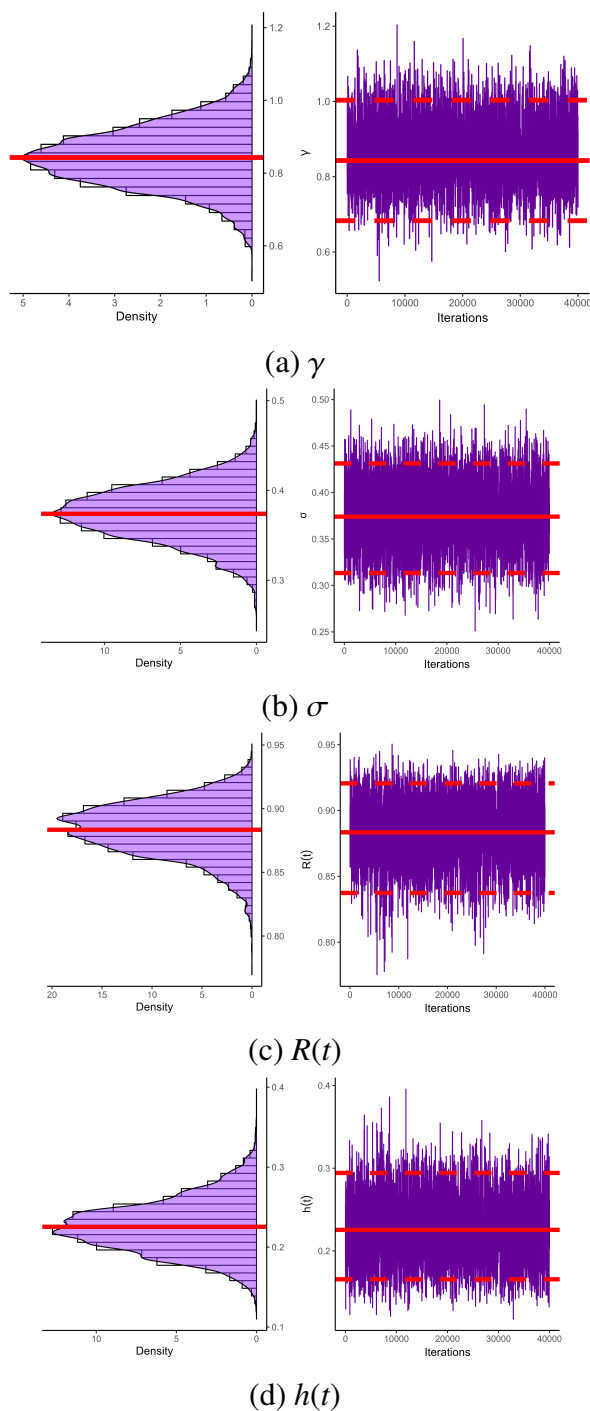 1.2
1.0
0.8
0.6
5 4 3 2 1 0
Density
1.2
1.0
0.8
0.6
γ
0 10000 20000 30000 40000
Iterations
(a) γ
0.5
0.4
0.3
10 5 0
Density
0.50
0.45
0.40
0.35
0.30
0.25
σ
0 10000 20000 30000 40000
Iterations
(b) σ
0.95
0.90
0.85
0.80
20 15 10 5 0
Density
0.95
0.90
0.85
0.80
R(t)
0 10000 20000 30000 40000
Iterations
(c) R(t)
0.4
0.3
0.2
0.1
10 5 0
Density
0.4
0.3
0.2
h(t)
0 10000 20000 30000 40000
Iterations
(d) h(t)